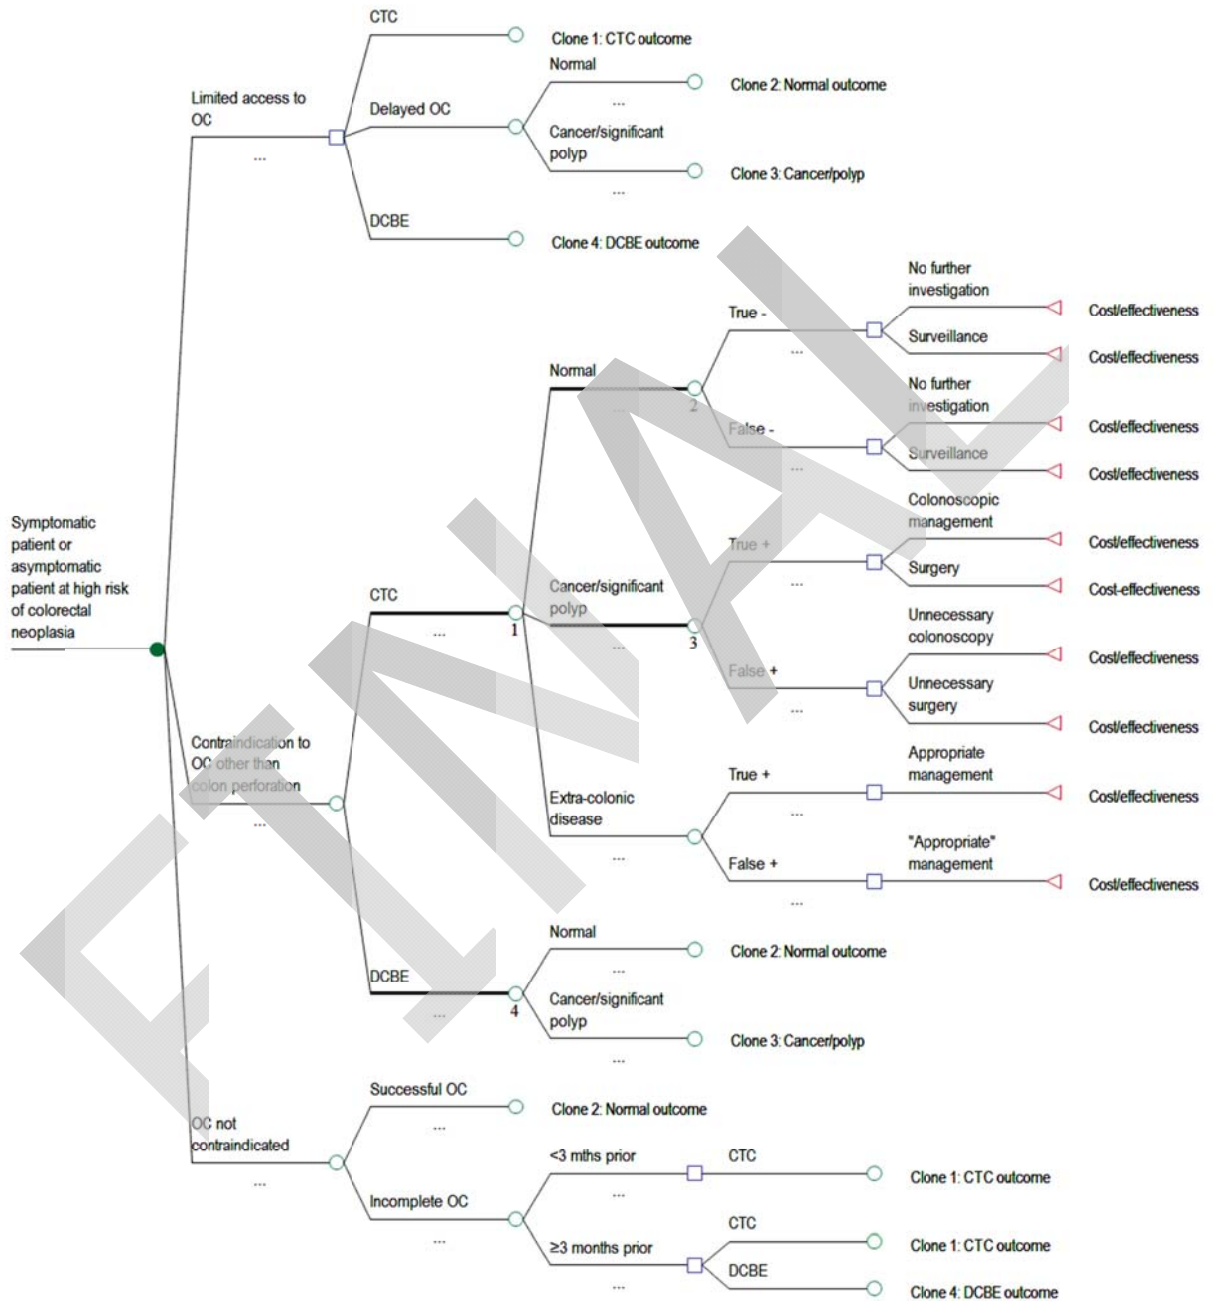 CTC
Clone 1: CTC outcome
Normal
Limited access to
OC
...
Delayed OC
...
Clone 2: Normal outcome
Cancer/significant
polyp
...
Clone 3: Cancer/polyp
DCBE
Clone 4: DCBE outcome
No further
investigation
True -
...
Cost/effectiveness
Surveillance
Cost/effectiveness
Normal
...
2
No further
investigation
False -
...
Cost/effectiveness
Surveillance
Cost/effectiveness
Colonoscopic
management
Symptomatic
patient or
asymptomatic
patient at high risk
of colorectal
neoplasia
True +
...
Cost/effectiveness
Surgery
Cost-effectiveness
CTC
...
1
Cancer/significant
polyp
...
3
Unnecessary
colonoscopy
Cost/effectiveness
False +
...
Unnecessary
surgery
Cost/effectiveness
Contraindication to
OC other than
colon perforation
...
Appropriate
management
True +
...
Cost/effectiveness
Extra-colonic
disease
...
"Appropriate"
management
False +
...
Cost/effectiveness
Normal
...
Clone 2: Normal outcome
DCBE
...
4
Cancer/significant
polyp
...
Clone 3: Cancer/polyp
Successful OC
...
Clone 2: Normal outcome
OC not
contraindicated
...
<3 mths prior
...
CTC
Clone 1: CTC outcome
Incomplete OC
...
CTC
Clone 1: CTC outcome
≥3 months prior
...
DCBE
Clone 4: DCBE outcome
FINAL